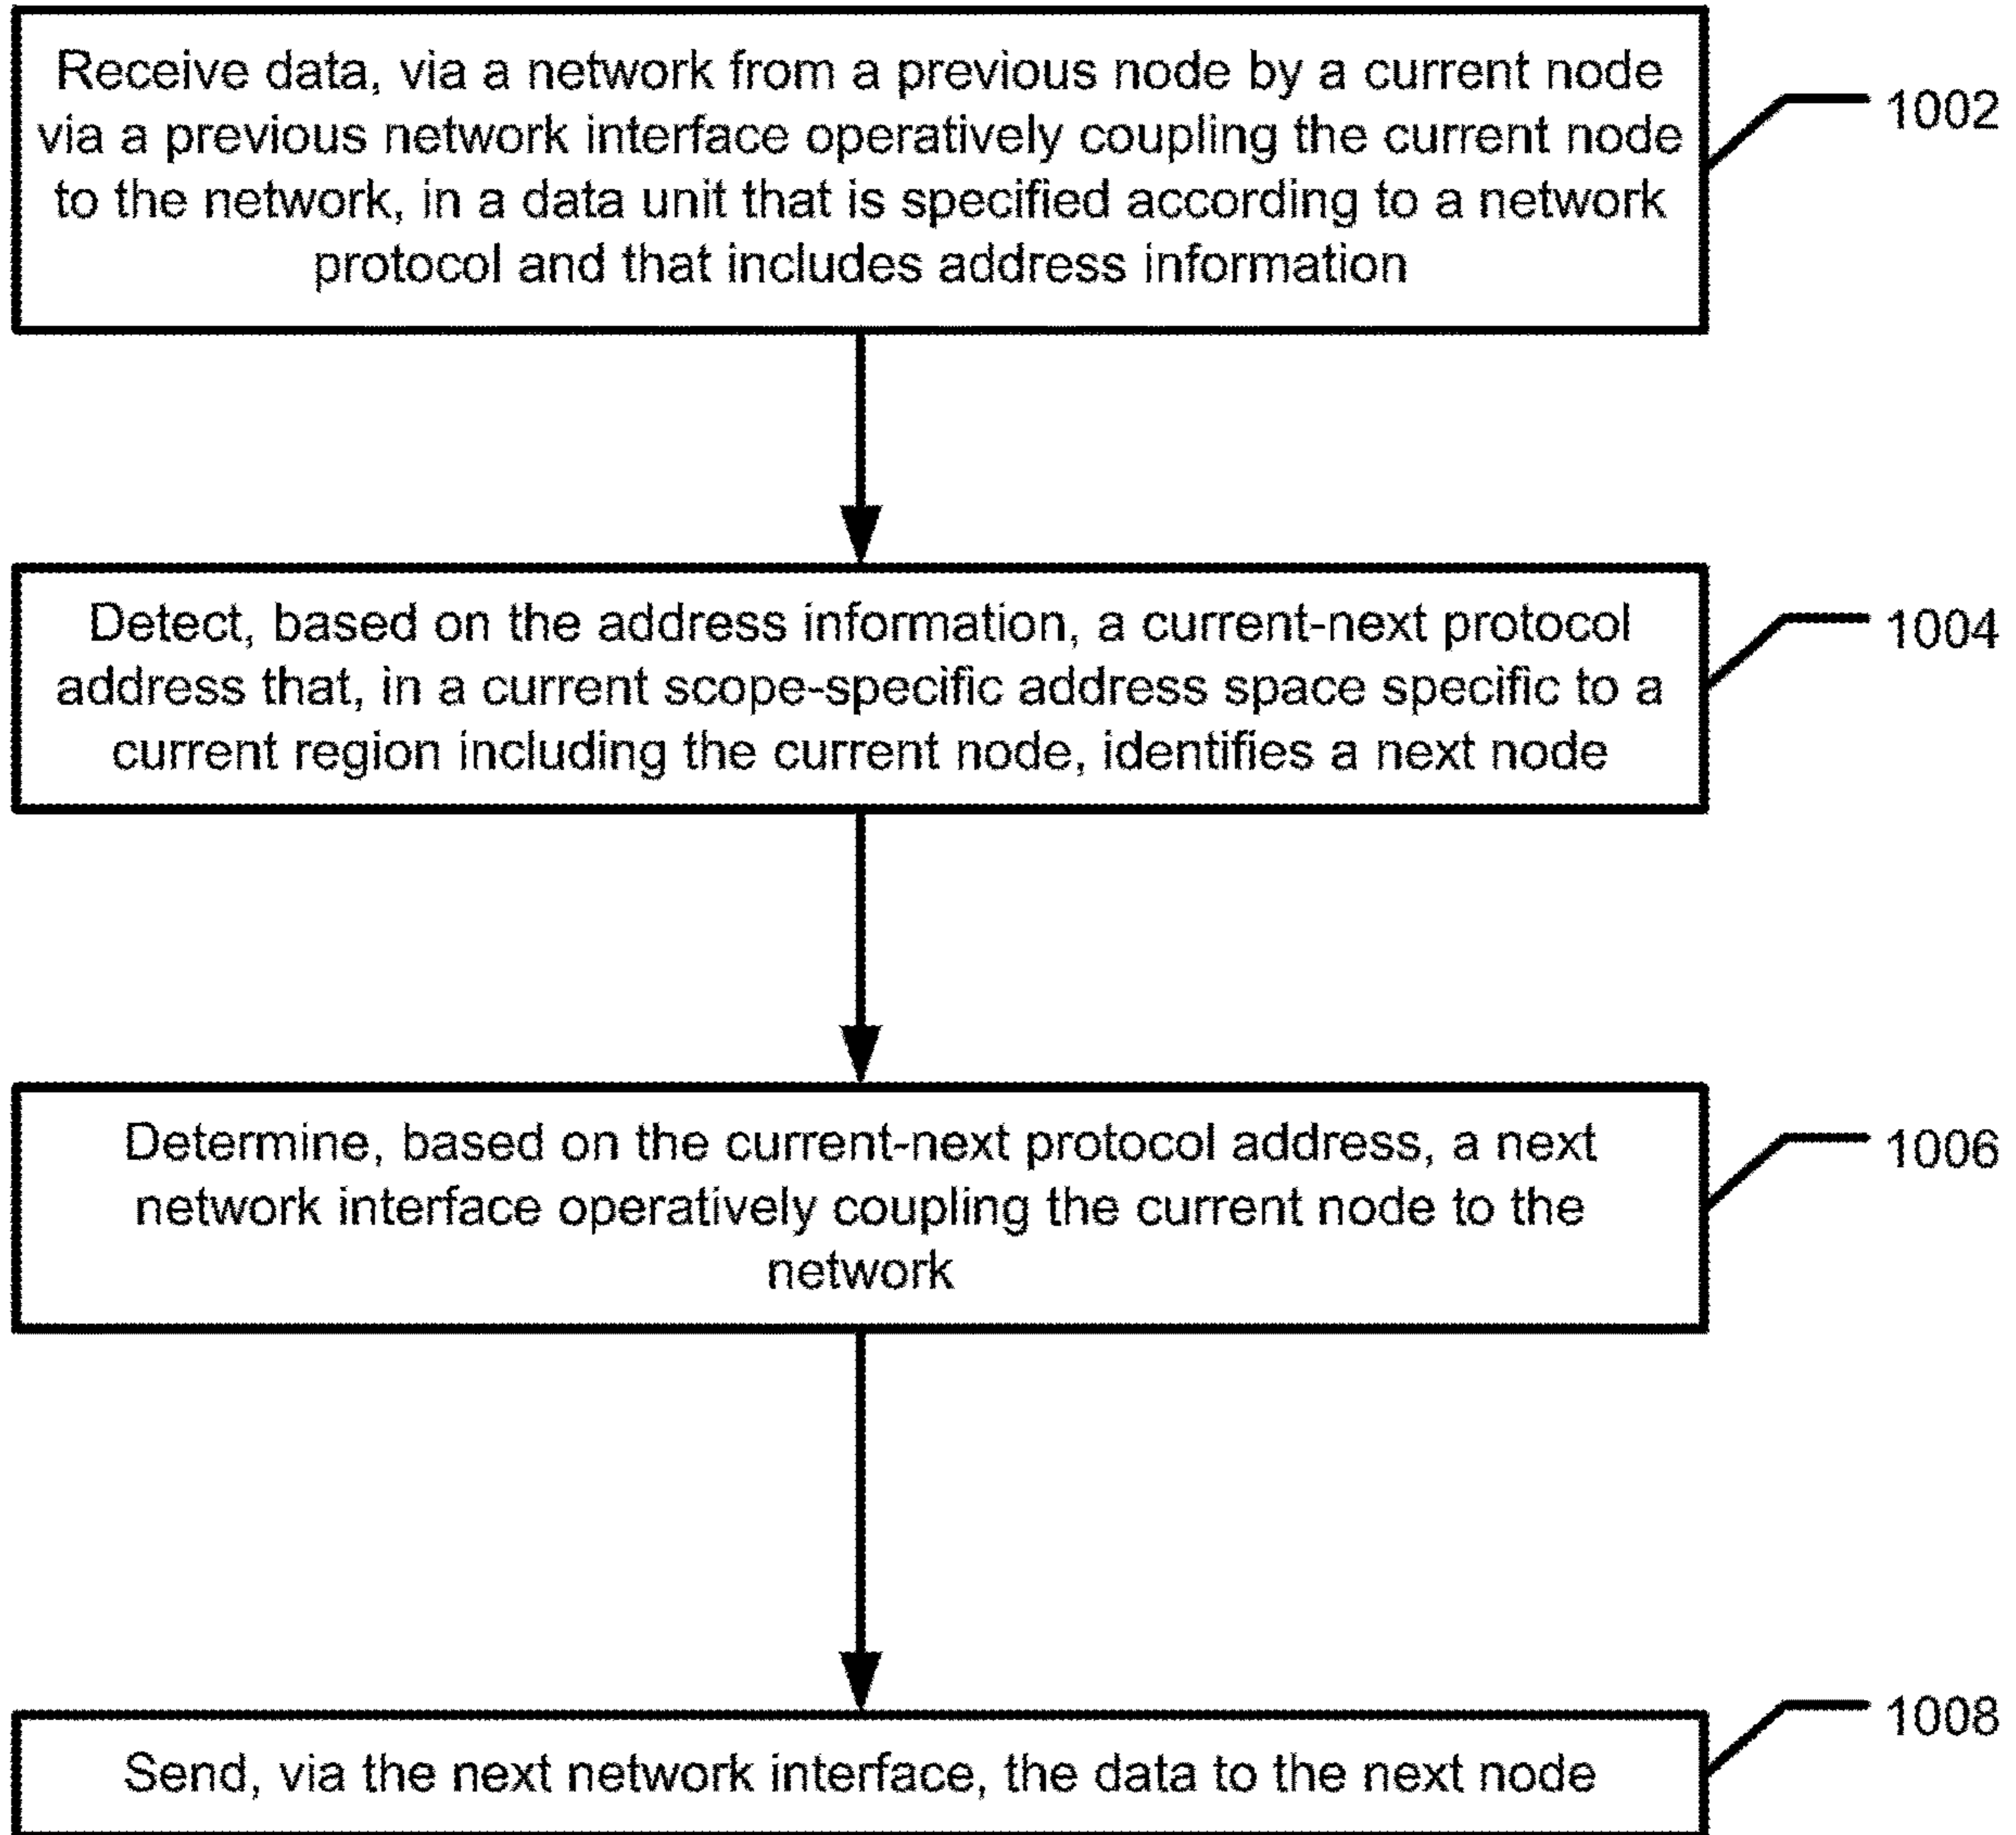 Receive data, via a network from a previous node by a current node
via a previous network interface operatively coupling the current node
to the network, in a data unit that is specified according to a network
protocol and that includes address information
1002
Detect, based on the address information, a current-next protocol
address that, in a current scope-specific address space specific to a
current region including the current node, identifies a next node
1004
Determine, based on the current-next protocol address, a next
network interface operatively coupling the current node to the
network
1006
Send, via the next network interface, the data to the next node
1008